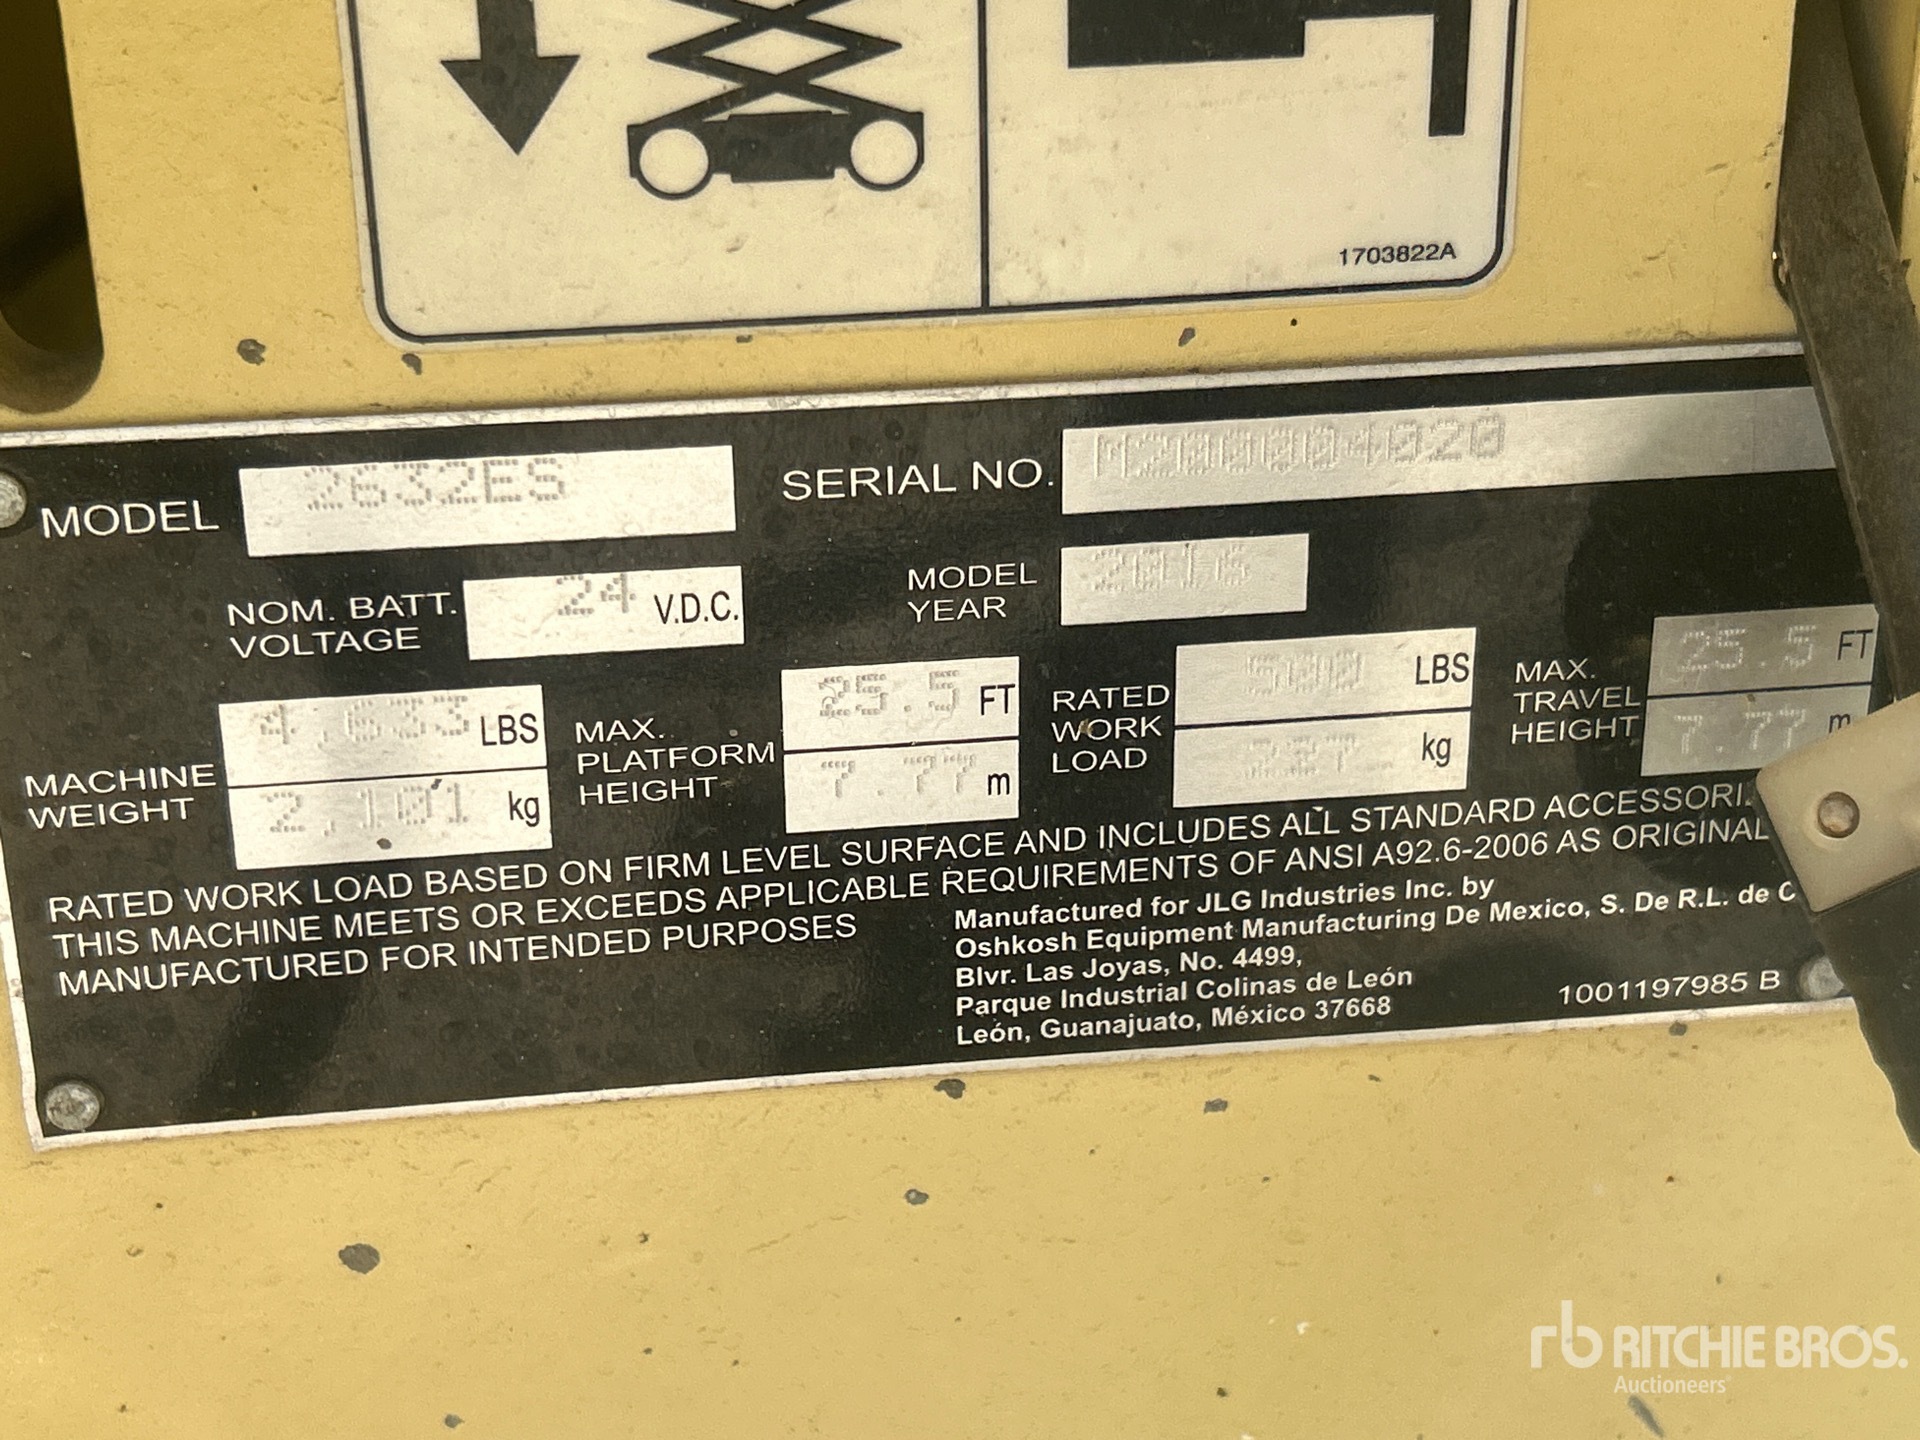 1703822A
MODEL 2632ES SERIAL NO. M200004020
NOM. BATT. VOLTAGE 24 V.D.C. MODEL YEAR 2016
MACHINE WEIGHT 4,633 LBS 2,101 kg
MAX. PLATFORM HEIGHT 25.5 FT 7.77 m
RATED WORK LOAD 500 LBS 227 kg
MAX. TRAVEL HEIGHT 25.5 FT 7.77 m
RATED WORK LOAD BASED ON FIRM LEVEL SURFACE AND INCLUDES ALL STANDARD ACCESSORI
THIS MACHINE MEETS OR EXCEEDS APPLICABLE REQUIREMENTS OF ANSI A92.6-2006 AS ORIGINAL
MANUFACTURED FOR INTENDED PURPOSES
Manufactured for JLG Industries Inc. by
Oshkosh Equipment Manufacturing De Mexico, S. De R.L. de C
Blvr. Las Joyas, No. 4499,
Parque Industrial Colinas de León
León, Guanajuato, México 37668
1001197985 B
rb RITCHIE BROS.
Auctioneers